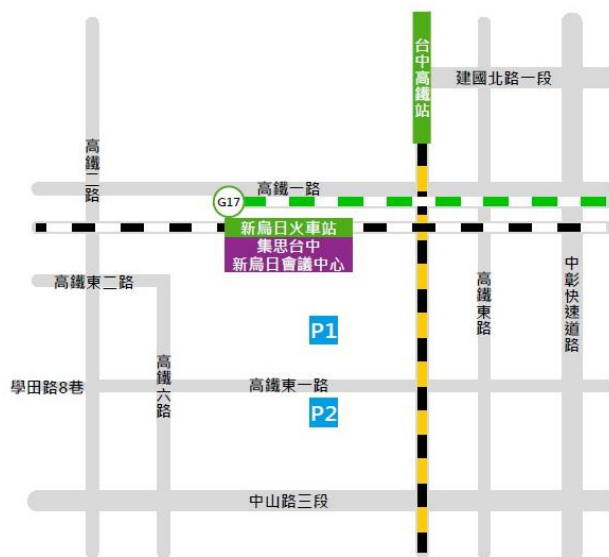 台中高鐵站
建國北路一段
高鐵二路
高鐵一路
G17
新烏日火車站
集思台中
新烏日會議中心
高鐵東二路
高鐵東路
中彰快速道路
P1
高鐵六路
學田路8巷
高鐵東一路
P2
中山路三段